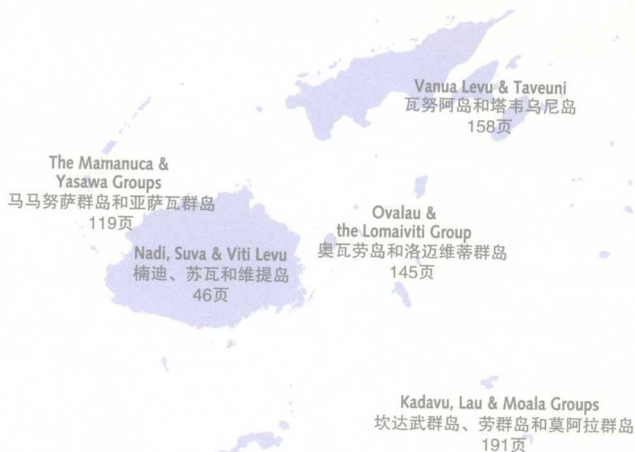 Vanua Levu & Taveuni
瓦努阿岛和塔韦乌尼岛
158页
The Mamanuca &
Yasawa Groups
马马努萨群岛和亚萨瓦群岛
119页
Ovalau &
the Lomaiviti Group
奥瓦劳岛和洛迈维蒂群岛
145页
Nadi, Suva & Viti Levu
楠迪、苏瓦和维提岛
46页
Kadavu, Lau & Moala Groups
坎达武群岛、劳群岛和莫阿拉群岛
191页